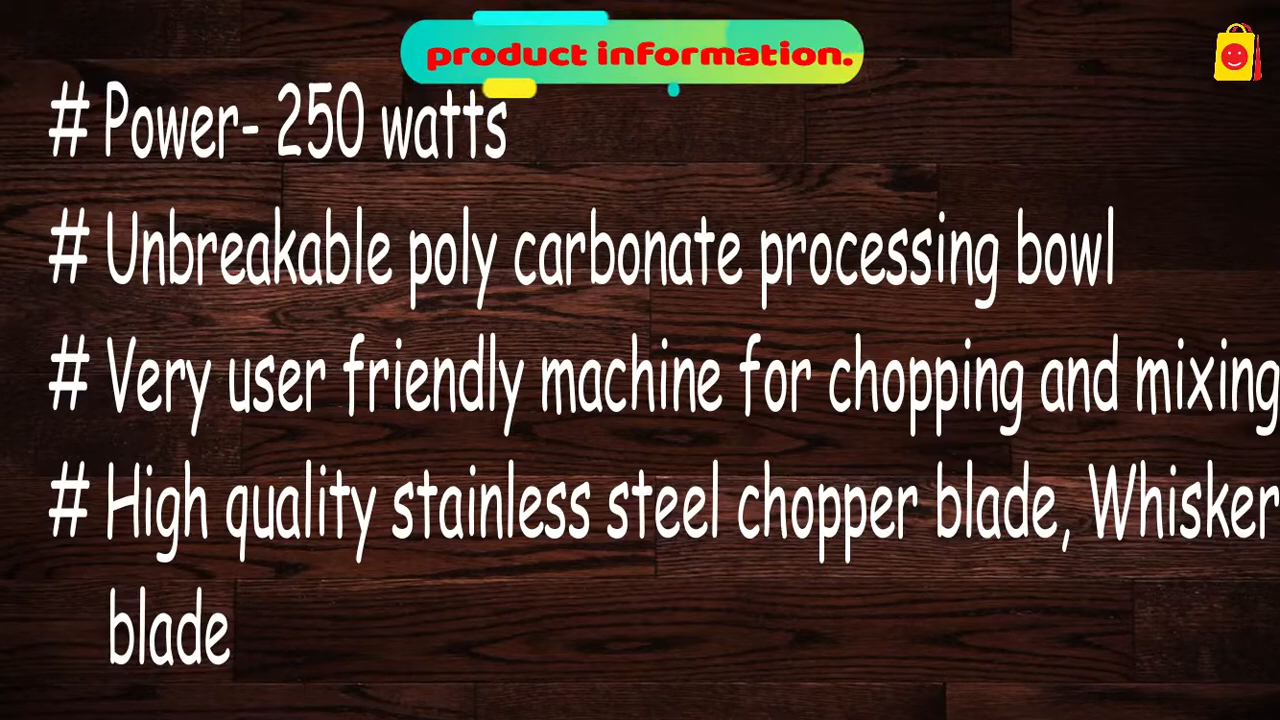 product information.
# Power- 250 watts
# Unbreakable poly carbonate processing bowl
# Very user friendly machine for chopping and mixing
# High quality stainless steel chopper blade, Whisker
blade